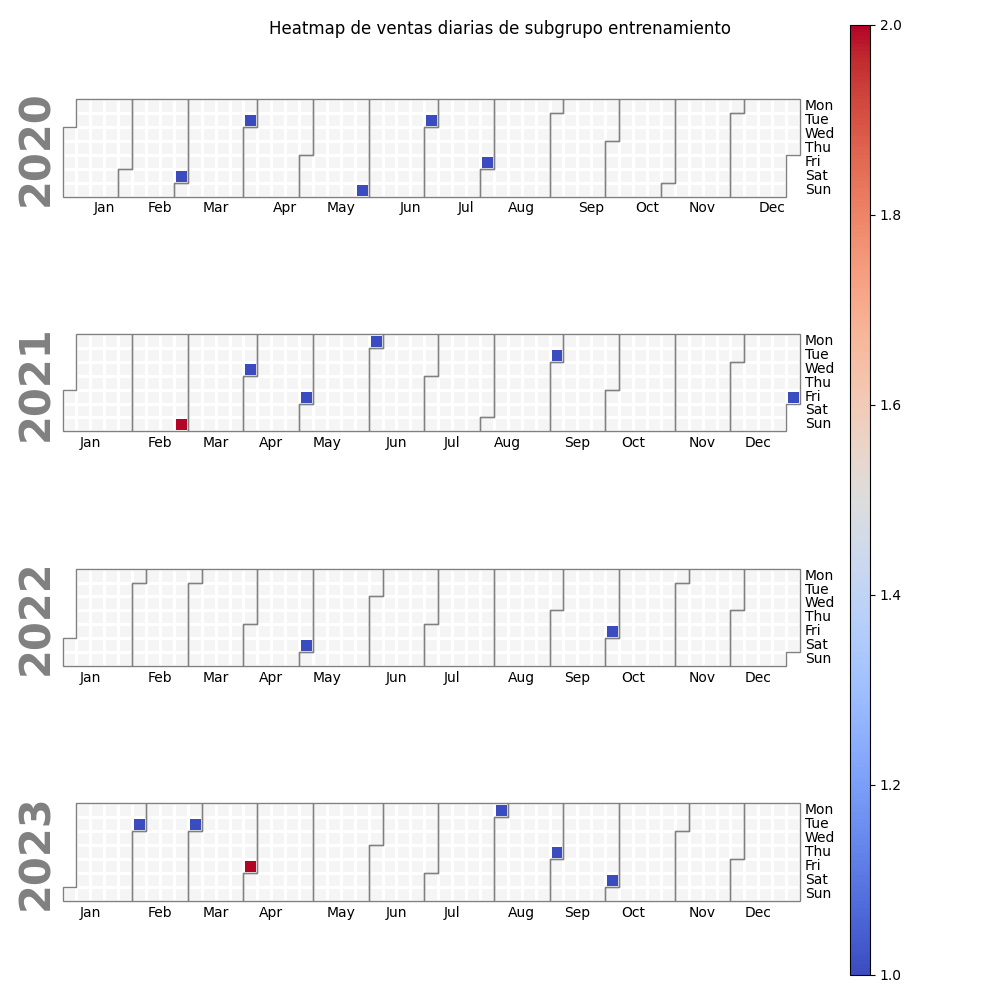 Heatmap de ventas diarias de subgrupo entrenamiento
2020
Mon
Tue
Wed
Thu
Fri
Sat
Sun
Jan Feb Mar Apr May Jun Jul Aug Sep Oct Nov Dec
2021
Mon
Tue
Wed
Thu
Fri
Sat
Sun
Jan Feb Mar Apr May Jun Jul Aug Sep Oct Nov Dec
2022
Mon
Tue
Wed
Thu
Fri
Sat
Sun
Jan Feb Mar Apr May Jun Jul Aug Sep Oct Nov Dec
2023
Mon
Tue
Wed
Thu
Fri
Sat
Sun
Jan Feb Mar Apr May Jun Jul Aug Sep Oct Nov Dec
2.0
1.8
1.6
1.4
1.2
1.0